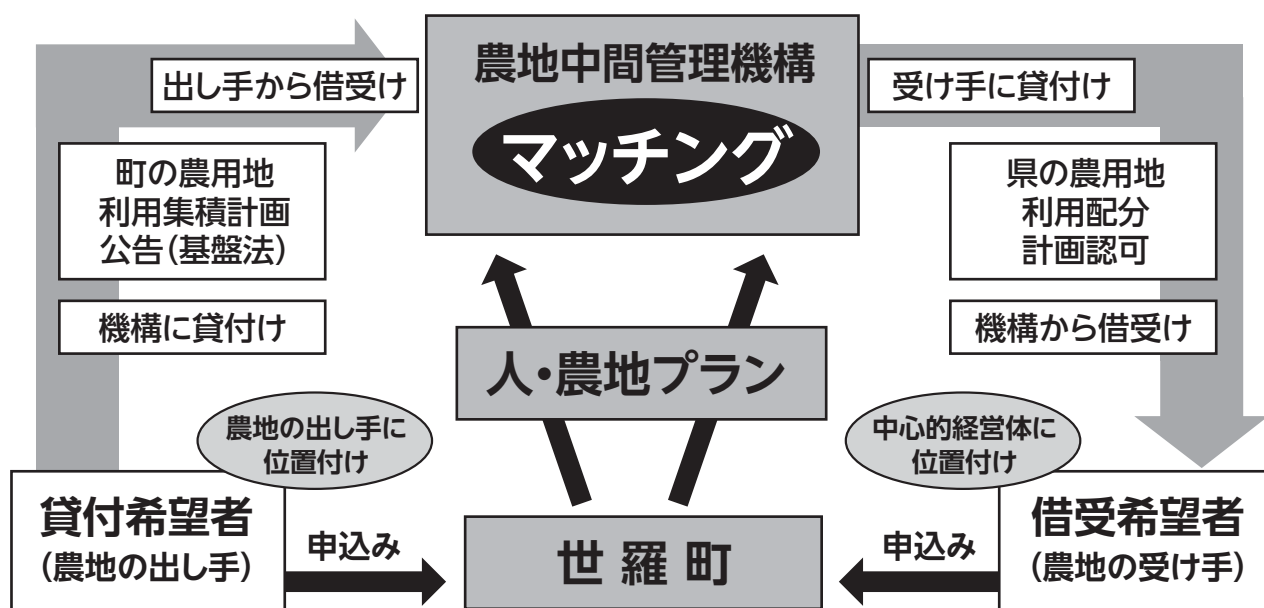 農地中間管理機構
マッチング
出し手から借受け
受け手に貸付け
町の農用地
利用集積計画
公告(基盤法)
県の農用地
利用配分
計画認可
機構に貸付け
機構から借受け
人・農地プラン
農地の出し手に
位置付け
中心的経営体に
位置付け
貸付希望者
(農地の出し手)
申込み
世羅町
申込み
借受希望者
(農地の受け手)